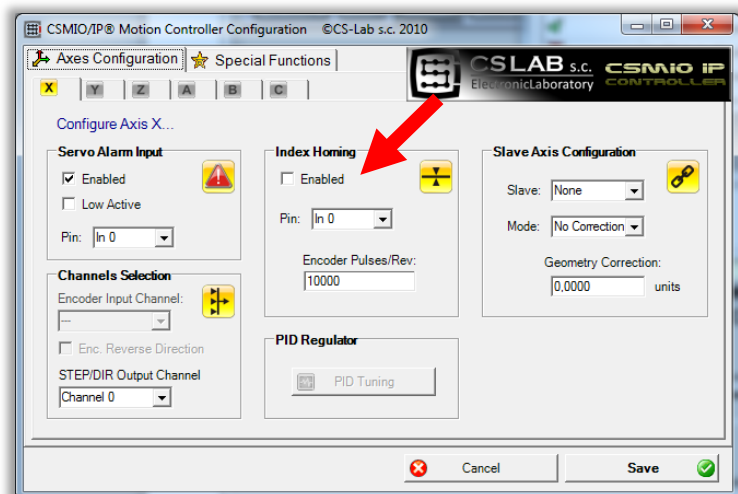 CSMIO/IP® Motion Controller Configuration ©CS-Lab s.c. 2010
Axes Configuration
Special Functions
CSLAB s.c.
ElectronicLaboratory
CSMIO IP
CONTROLLER
X Y Z A B C
Configure Axis X...
Servo Alarm Input
Enabled
Low Active
Pin: In 0
Channels Selection
Encoder Input Channel:
---
Enc. Reverse Direction
STEP/DIR Output Channel
Channel 0
Index Homing
Enabled
Pin: In 0
Encoder Pulses/Rev:
10000
PID Regulator
PID Tuning
Slave Axis Configuration
Slave: None
Mode: No Correction
Geometry Correction:
0,0000 units
Cancel
Save